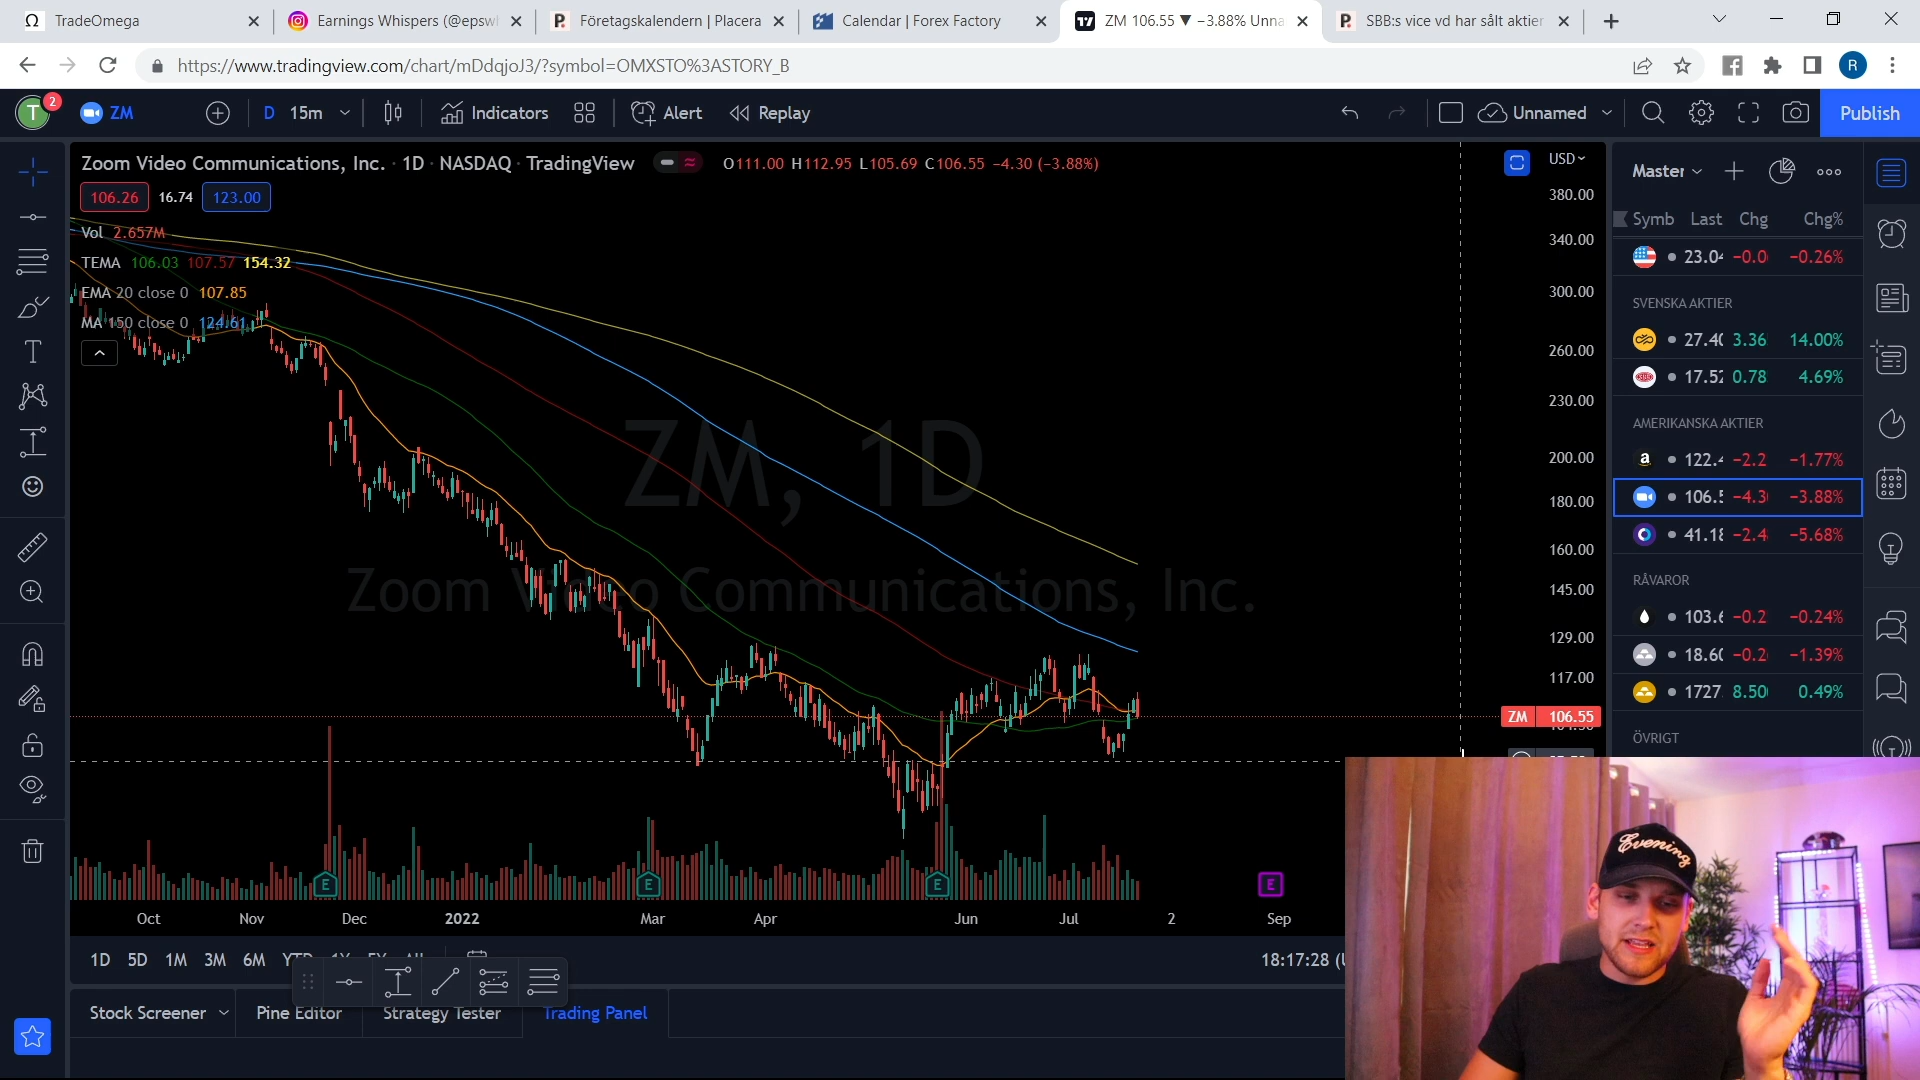 TradeOmega
Earnings Whispers (@epswl
Företagskalendern | Placera
Calendar | Forex Factory
ZM 106.55 ▼ −3.88% Unna
SBB:s vice vd har sålt aktier
https://www.tradingview.com/chart/mDdqjoJ3/?symbol=OMXSTO%3ASTORY_B
R
T
2
ZM
D
15m
Indicators
Alert
Replay
Unnamed
Publish
Zoom Video Communications, Inc. · 1D · NASDAQ · TradingView
O111.00 H112.95 L105.69 C106.55 −4.30 (−3.88%)
106.26
16.74
123.00
Vol 2.657M
TEMA 106.03 107.57 154.32
EMA 20 close 0 107.85
MA 150 close 0 124.61
ZM, 1D
Zoom Video Communications, Inc.
USD
380.00
340.00
300.00
260.00
230.00
200.00
180.00
160.00
145.00
129.00
117.00
ZM 106.55
E
E
E
E
Oct
Nov
Dec
2022
Mar
Apr
Jun
Jul
2
Sep
1D
5D
1M
3M
6M
18:17:28
Stock Screener
Pine Editor
Strategy Tester
Trading Panel
Master
Symb Last Chg Chg%
23.04 −0.0 −0.26%
SVENSKA AKTIER
27.40 3.36 14.00%
17.52 0.78 4.69%
AMERIKANSKA AKTIER
122.4 −2.2 −1.77%
106.5 −4.30 −3.88%
41.18 −2.4 −5.68%
RÅVAROR
103.6 −0.2 −0.24%
18.60 −0.2 −1.39%
1727. 8.50 0.49%
ÖVRIGT
Evening